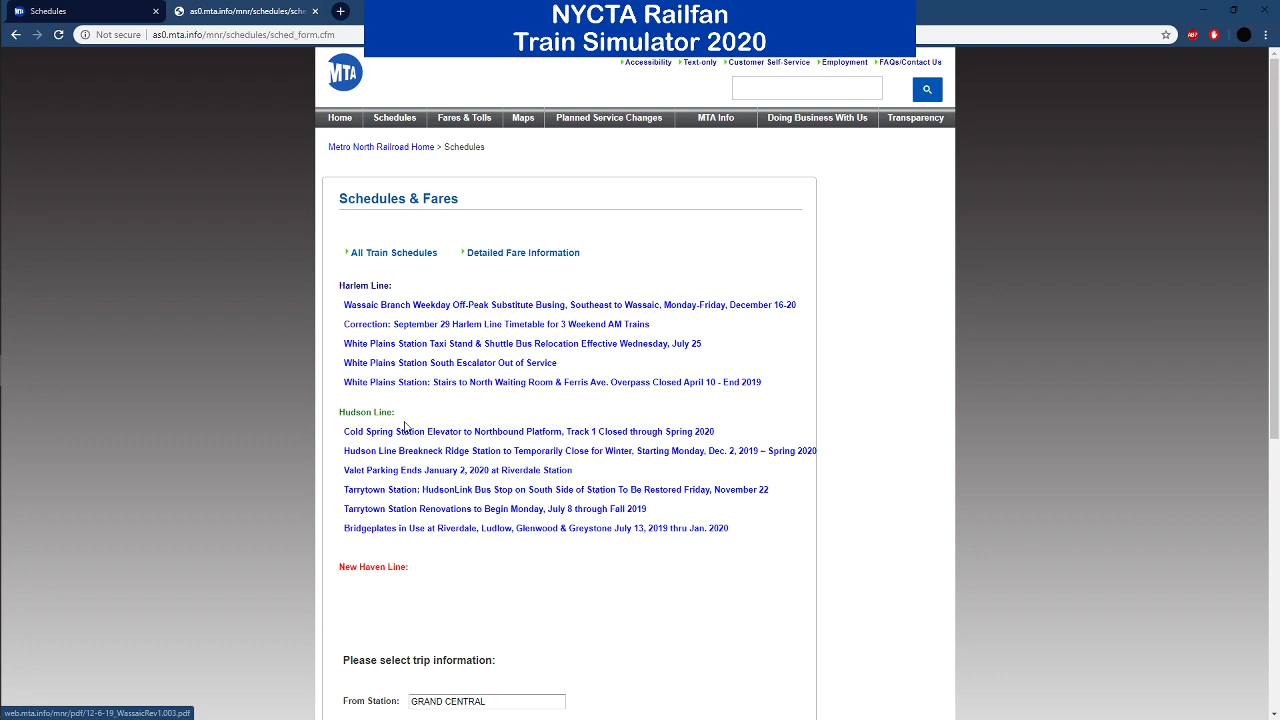 Schedules
Schedules
NYCTA Railfan
Train Simulator 2020
Not secure
as0.mta.info/mnr/schedules/sched_form.cfm
ABP
MTA
Accessibility
Text-only
Customer Self-Service
Employment
FAQs/Contact Us
Home
Schedules
Fares & Tolls
Maps
Planned Service Changes
MTA Info
Doing Business With Us
Transparency
Metro North Railroad Home > Schedules
Schedules & Fares
All Train Schedules
Detailed Fare Information
Harlem Line:
Wassaic Branch Weekday Off-Peak Substitute Busing, Southeast to Wassaic, Monday-Friday, December 16-20
Correction: September 29 Harlem Line Timetable for 3 Weekend AM Trains
White Plains Station Taxi Stand & Shuttle Bus Relocation Effective Wednesday, July 25
White Plains Station South Escalator Out of Service
White Plains Station: Stairs to North Waiting Room & Ferris Ave. Overpass Closed April 10 - End 2019
Hudson Line:
Cold Spring Station Elevator to Northbound Platform, Track 1 Closed through Spring 2020
Hudson Line Breakneck Ridge Station to Temporarily Close for Winter, Starting Monday, Dec. 2, 2019 – Spring 2020
Valet Parking Ends January 2, 2020 at Riverdale Station
Tarrytown Station: HudsonLink Bus Stop on South Side of Station To Be Restored Friday, November 22
Tarrytown Station Renovations to Begin Monday, July 8 through Fall 2019
Bridgeplates in Use at Riverdale, Ludlow, Glenwood & Greystone July 13, 2019 thru Jan. 2020
New Haven Line:
Please select trip information:
From Station: GRAND CENTRAL
web.mta.info/mnr/pdf/12-6-19_WassaicRev1.003.pdf